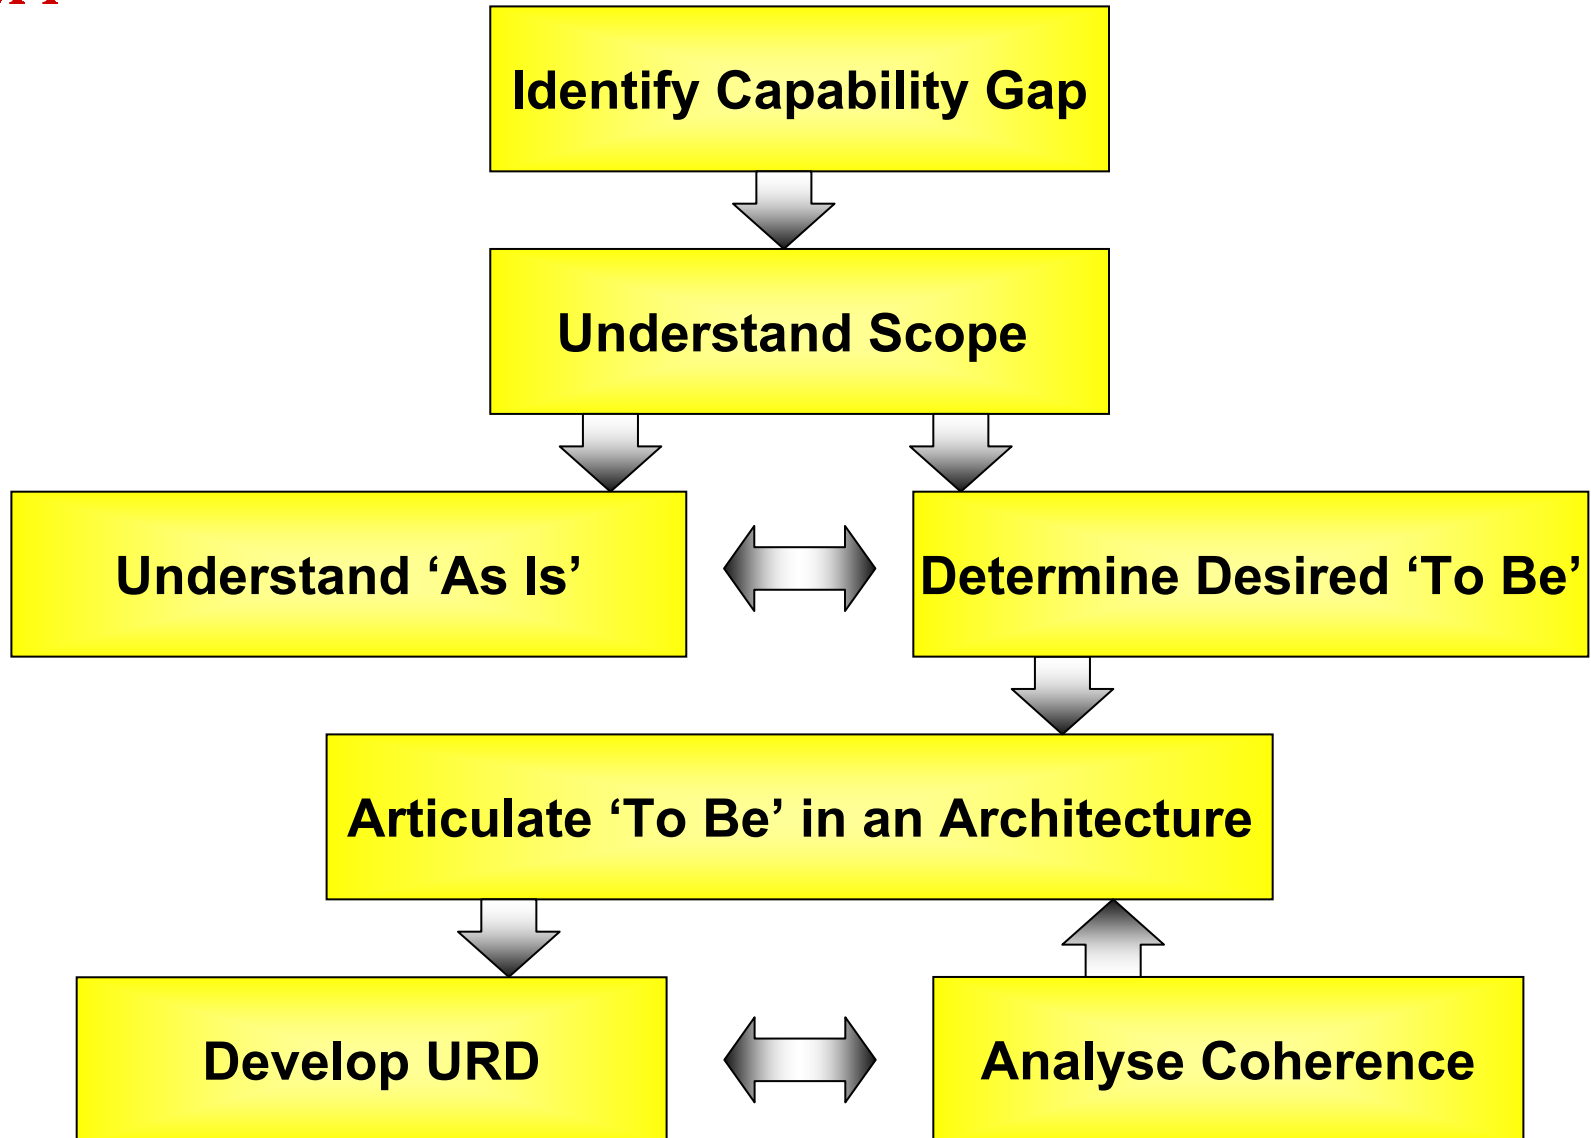 Identify Capability Gap
Understand Scope
Understand ‘As Is’
Determine Desired ‘To Be’
Articulate ‘To Be’ in an Architecture
Develop URD
Analyse Coherence